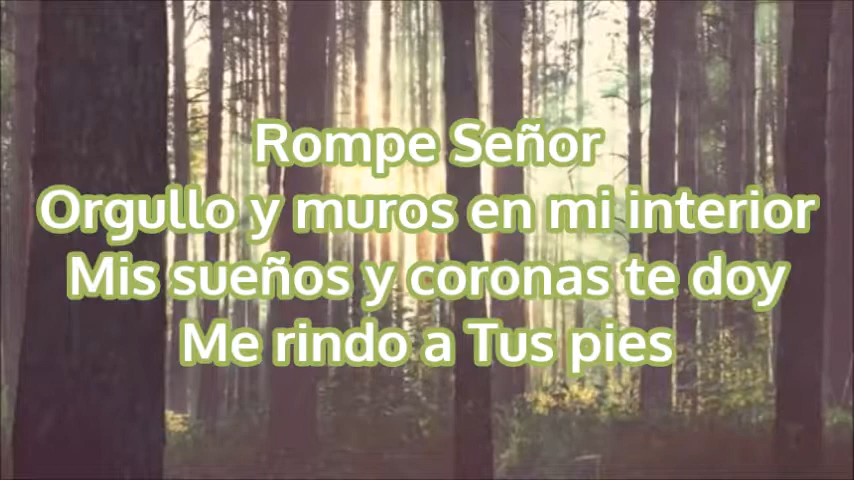 Rompe Señor
Orgullo y muros en mi interior
Mis sueños y coronas te doy
Me rindo a Tus pies